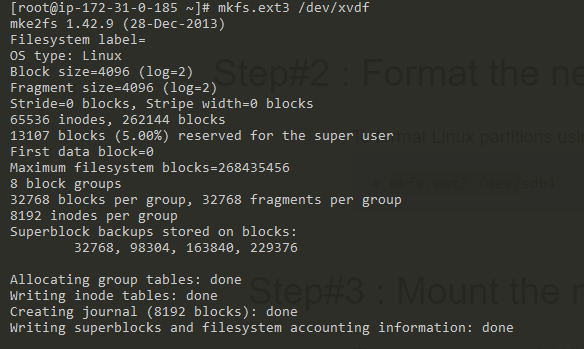 [root@ip-172-31-0-185 ~]# mkfs.ext3 /dev/xvdf
mke2fs 1.42.9 (28-Dec-2013)
Filesystem label=
OS type: Linux
Block size=4096 (log=2)
Step#2 : Format the ne
Fragment size=4096 (log=2)
Stride=0 blocks, Stripe width=0 blocks
65536 inodes, 262144 blocks
13107 blocks (5.00%) reserved for the super user
mat Linux partitions usin
First data block=0
Maximum filesystem blocks=268435456
8 block groups
32768 blocks per group, 32768 fragments per group
8192 inodes per group
Superblock backups stored on blocks:
32768, 98304, 163840, 229376
Allocating group tables: done
Writing inode tables: done
Step#3 : Mount the n
Creating journal (8192 blocks): done
Writing superblocks and filesystem accounting information: done